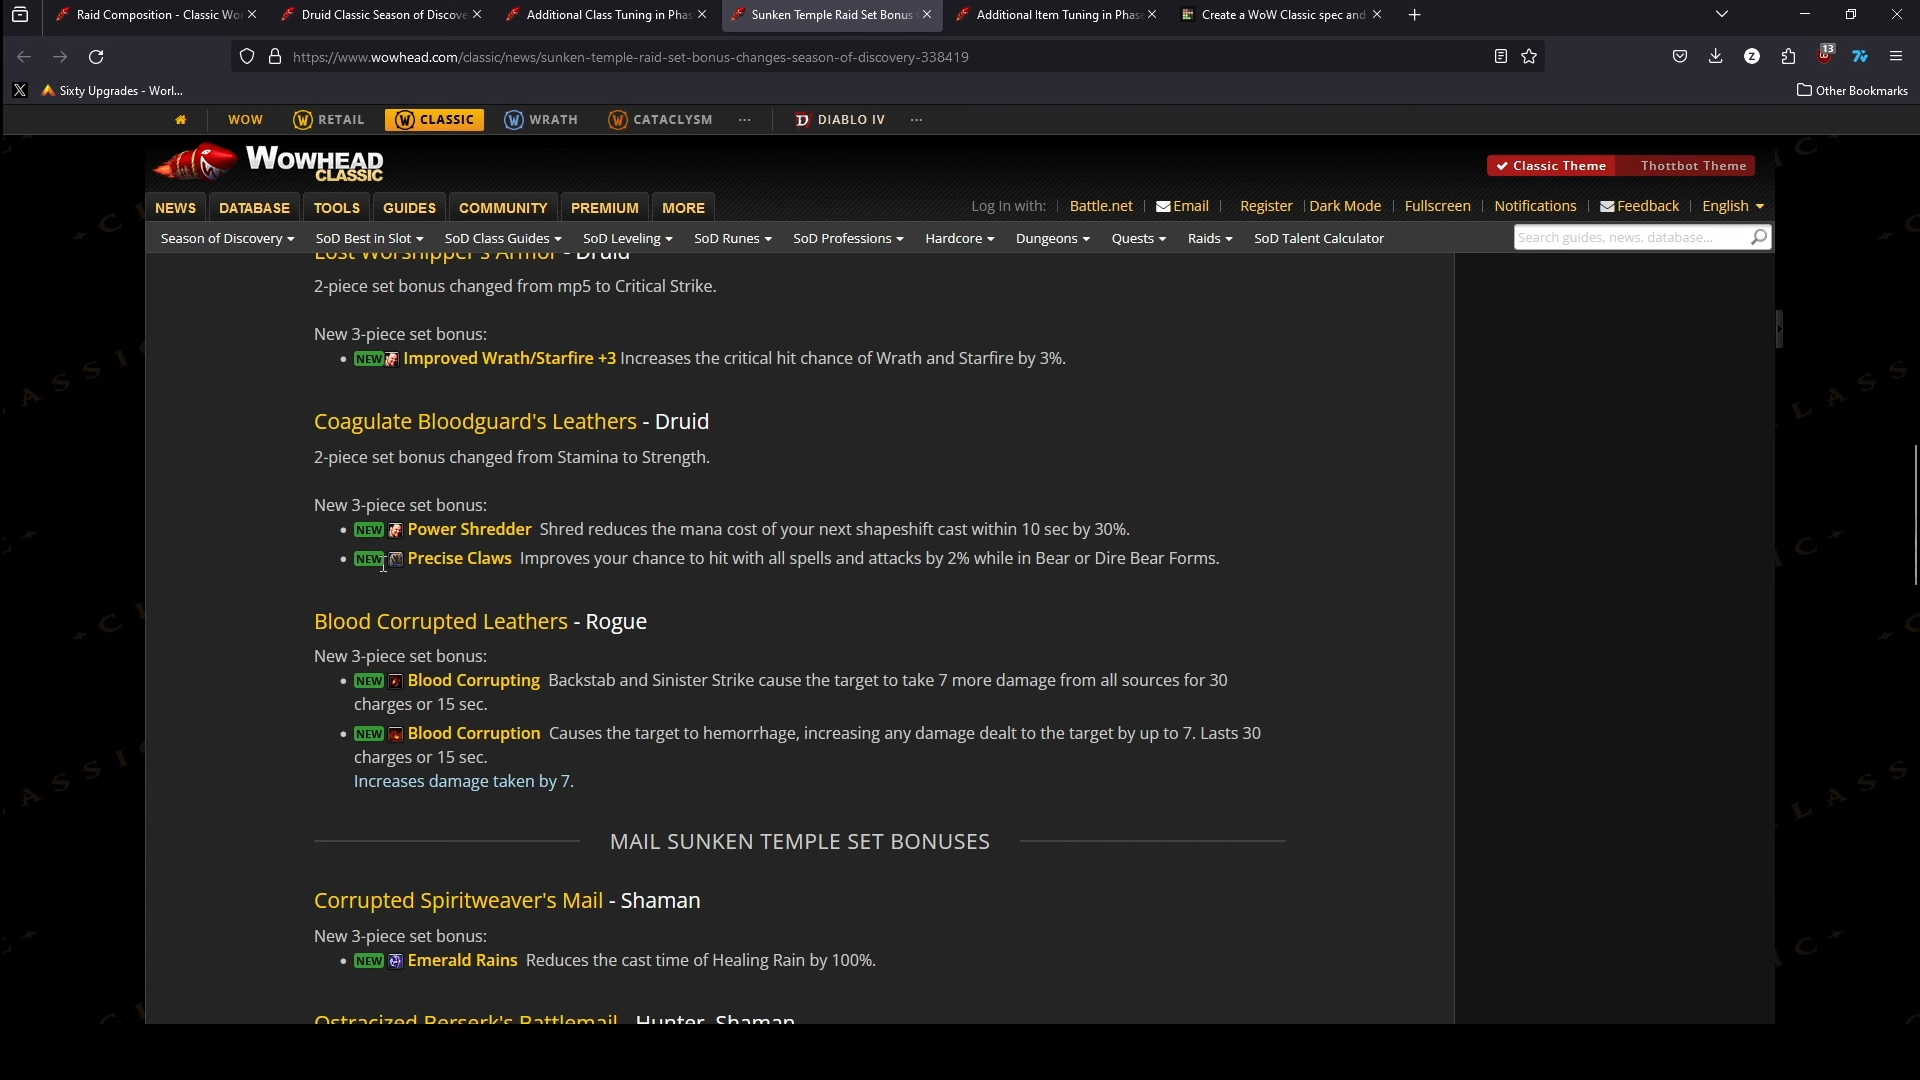 Raid Composition - Classic Wo
Druid Classic Season of Discove
Additional Class Tuning in Phas
Sunken Temple Raid Set Bonus
Additional Item Tuning in Phase
Create a WoW Classic spec and
https://www.wowhead.com/classic/news/sunken-temple-raid-set-bonus-changes-season-of-discovery-338419
Z
13
X Sixty Upgrades - Worl...
Other Bookmarks
WOW
W RETAIL
W CLASSIC
W WRATH
W CATACLYSM
...
D DIABLO IV
...
WOWHEAD
CLASSIC
Classic Theme
Thottbot Theme
NEWS
DATABASE
TOOLS
GUIDES
COMMUNITY
PREMIUM
MORE
Log in with:
Battle.net
Email
Register
Dark Mode
Fullscreen
Notifications
Feedback
English
Season of Discovery
SoD Best in Slot
SoD Class Guides
SoD Leveling
SoD Runes
SoD Professions
Hardcore
Dungeons
Quests
Raids
SoD Talent Calculator
Search guides, news, database...
Lost Worshipper's Armor - Druid
2-piece set bonus changed from mp5 to Critical Strike.
New 3-piece set bonus:
• NEW Improved Wrath/Starfire +3 Increases the critical hit chance of Wrath and Starfire by 3%.
Coagulate Bloodguard's Leathers - Druid
2-piece set bonus changed from Stamina to Strength.
New 3-piece set bonus:
• NEW Power Shredder Shred reduces the mana cost of your next shapeshift cast within 10 sec by 30%.
• NEW Precise Claws Improves your chance to hit with all spells and attacks by 2% while in Bear or Dire Bear Forms.
Blood Corrupted Leathers - Rogue
New 3-piece set bonus:
• NEW Blood Corrupting Backstab and Sinister Strike cause the target to take 7 more damage from all sources for 30
charges or 15 sec.
• NEW Blood Corruption Causes the target to hemorrhage, increasing any damage dealt to the target by up to 7. Lasts 30
charges or 15 sec.
Increases damage taken by 7.
MAIL SUNKEN TEMPLE SET BONUSES
Corrupted Spiritweaver's Mail - Shaman
New 3-piece set bonus:
• NEW Emerald Rains Reduces the cast time of Healing Rain by 100%.
Ostracized Berserk's Battlemail - Hunter, Shaman